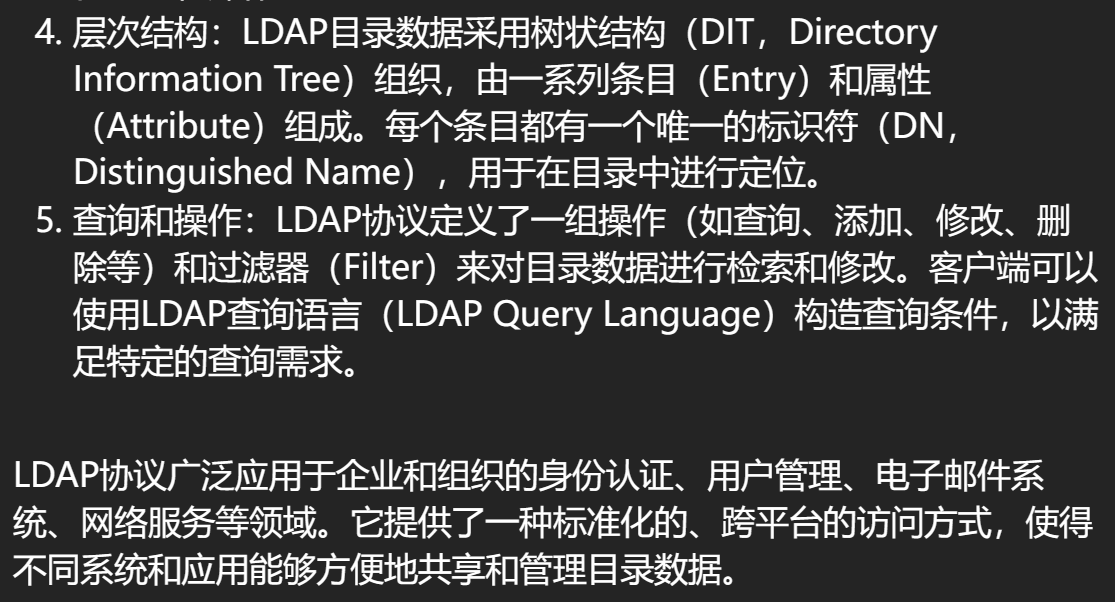 4. 层次结构：LDAP目录数据采用树状结构（DIT，Directory
Information Tree）组织，由一系列条目（Entry）和属性
（Attribute）组成。每个条目都有一个唯一的标识符（DN，
Distinguished Name），用于在目录中进行定位。
5. 查询和操作：LDAP协议定义了一组操作（如查询、添加、修改、删
除等）和过滤器（Filter）来对目录数据进行检索和修改。客户端可以
使用LDAP查询语言（LDAP Query Language）构造查询条件，以满
足特定的查询需求。
LDAP协议广泛应用于企业和组织的身份认证、用户管理、电子邮件系
统、网络服务等领域。它提供了一种标准化的、跨平台的访问方式，使得
不同系统和应用能够方便地共享和管理目录数据。